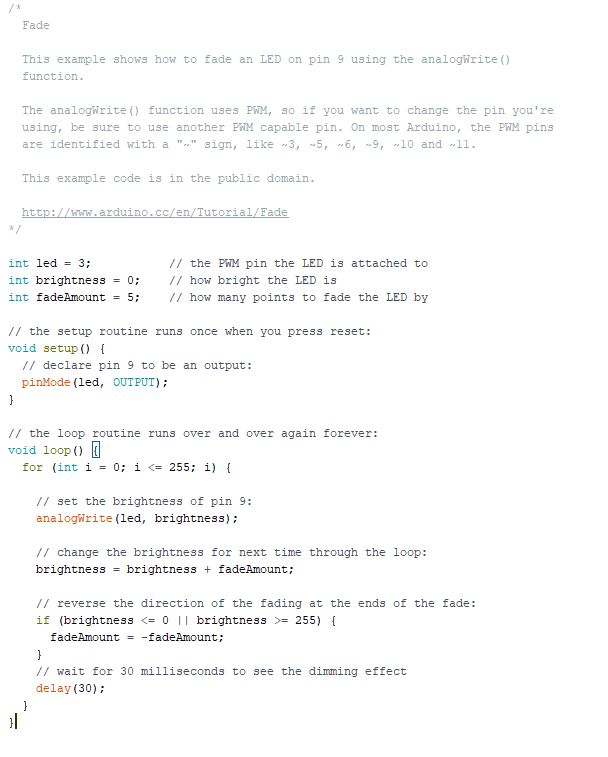 /*
  Fade

  This example shows how to fade an LED on pin 9 using the analogWrite()
  function.

  The analogWrite() function uses PWM, so if you want to change the pin you're
  using, be sure to use another PWM capable pin. On most Arduino, the PWM pins
  are identified with a "~" sign, like ~3, ~5, ~6, ~9, ~10 and ~11.

  This example code is in the public domain.

  http://www.arduino.cc/en/Tutorial/Fade
*/

int led = 3;           // the PWM pin the LED is attached to
int brightness = 0;    // how bright the LED is
int fadeAmount = 5;    // how many points to fade the LED by

// the setup routine runs once when you press reset:
void setup() {
  // declare pin 9 to be an output:
  pinMode(led, OUTPUT);
}

// the loop routine runs over and over again forever:
void loop() {
  for (int i = 0; i <= 255; i) {

    // set the brightness of pin 9:
    analogWrite(led, brightness);

    // change the brightness for next time through the loop:
    brightness = brightness + fadeAmount;

    // reverse the direction of the fading at the ends of the fade:
    if (brightness <= 0 || brightness >= 255) {
      fadeAmount = -fadeAmount;
    }
    // wait for 30 milliseconds to see the dimming effect
    delay(30);
  }
}